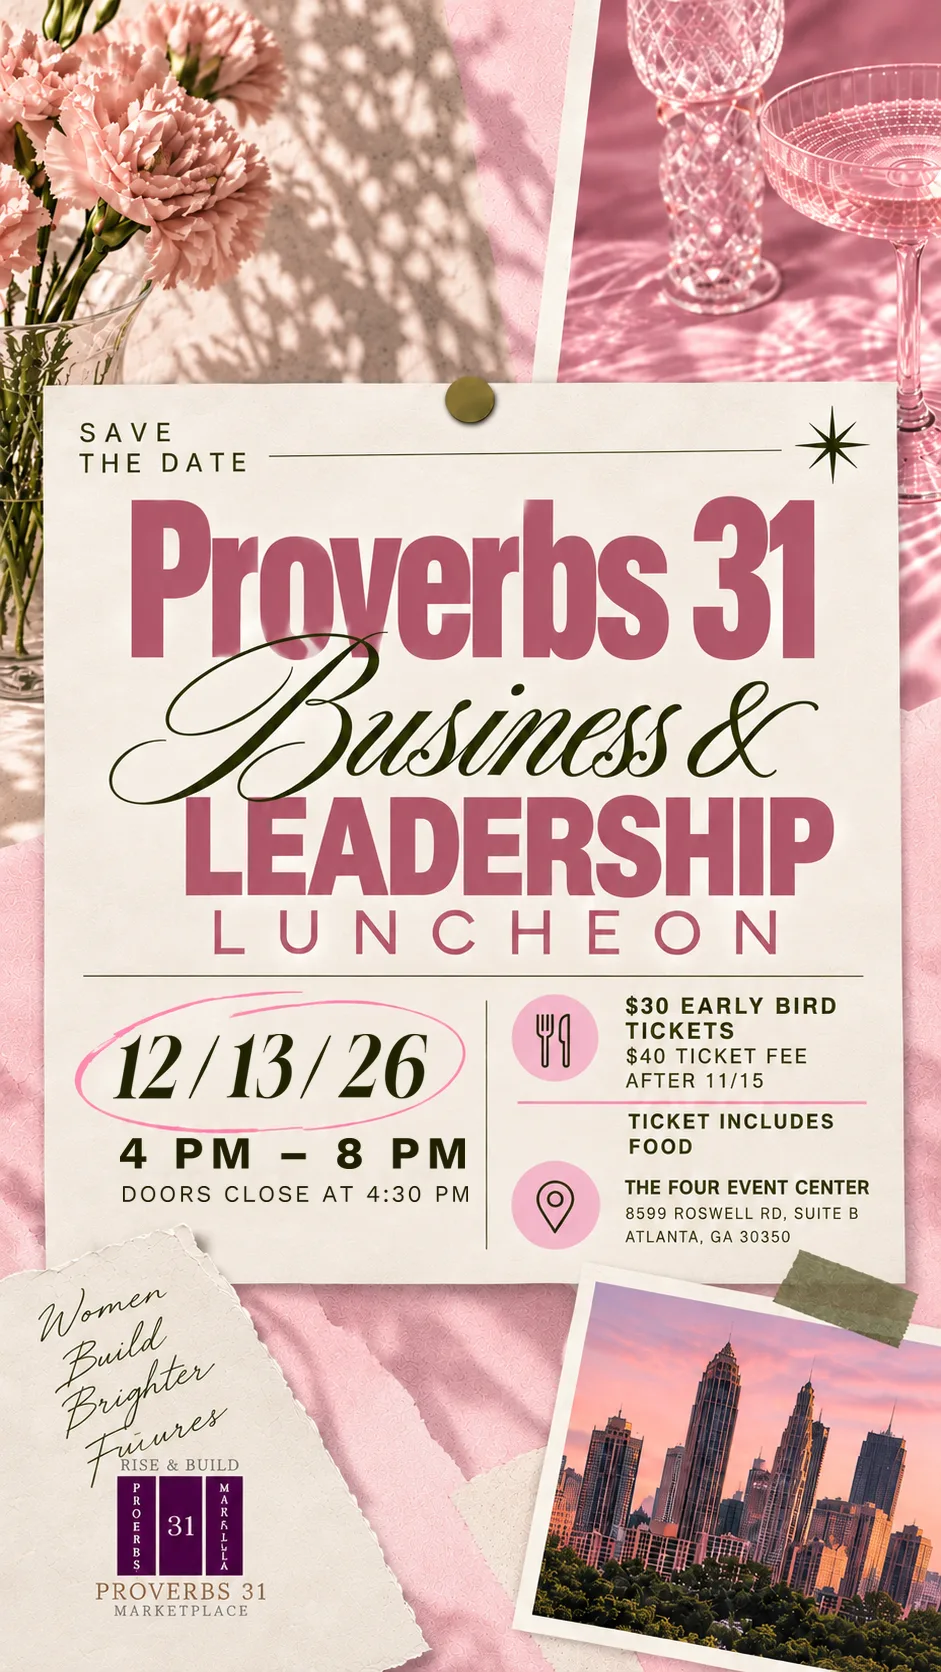 SAVE
THE DATE
Proverbs 31
Business &
LEADERSHIP
LUNCHEON
12/13/26
4 PM – 8 PM
DOORS CLOSE AT 4:30 PM
$30 EARLY BIRD
TICKETS
$40 TICKET FEE
AFTER 11/15
TICKET INCLUDES
FOOD
THE FOUR EVENT CENTER
8599 ROSWELL RD, SUITE B
ATLANTA, GA 30350
Women
Build
Brighter
RISE & BUILD
PROERBS
31
PROVERBS 31
MARKETPLACE